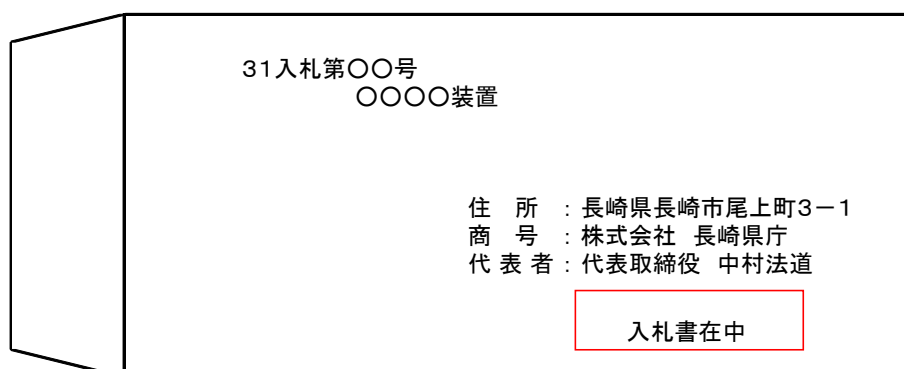 31入札第〇〇号
〇〇〇〇装置
住　所　：長崎県長崎市尾上町3－1
商　号　：株式会社　長崎県庁
代 表 者：代表取締役　中村法道
入札書在中